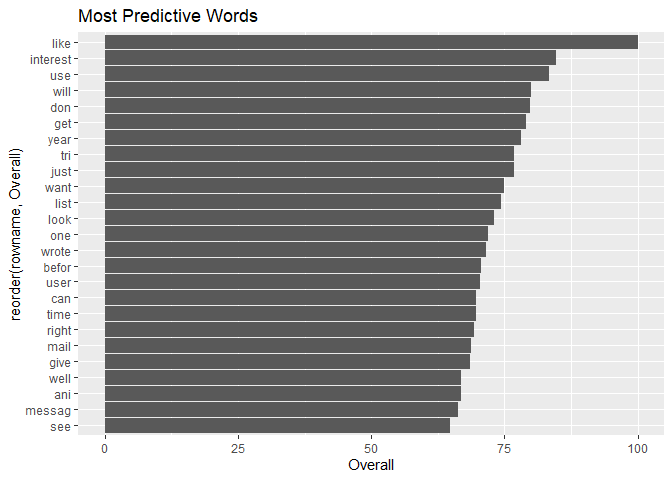 Most Predictive Words
like
interest
use
will
don
get
year
tri
just
want
list
look
one
wrote
befor
user
can
time
right
mail
give
well
ani
messag
see
reorder(rowname, Overall)
0 25 50 75 100
Overall